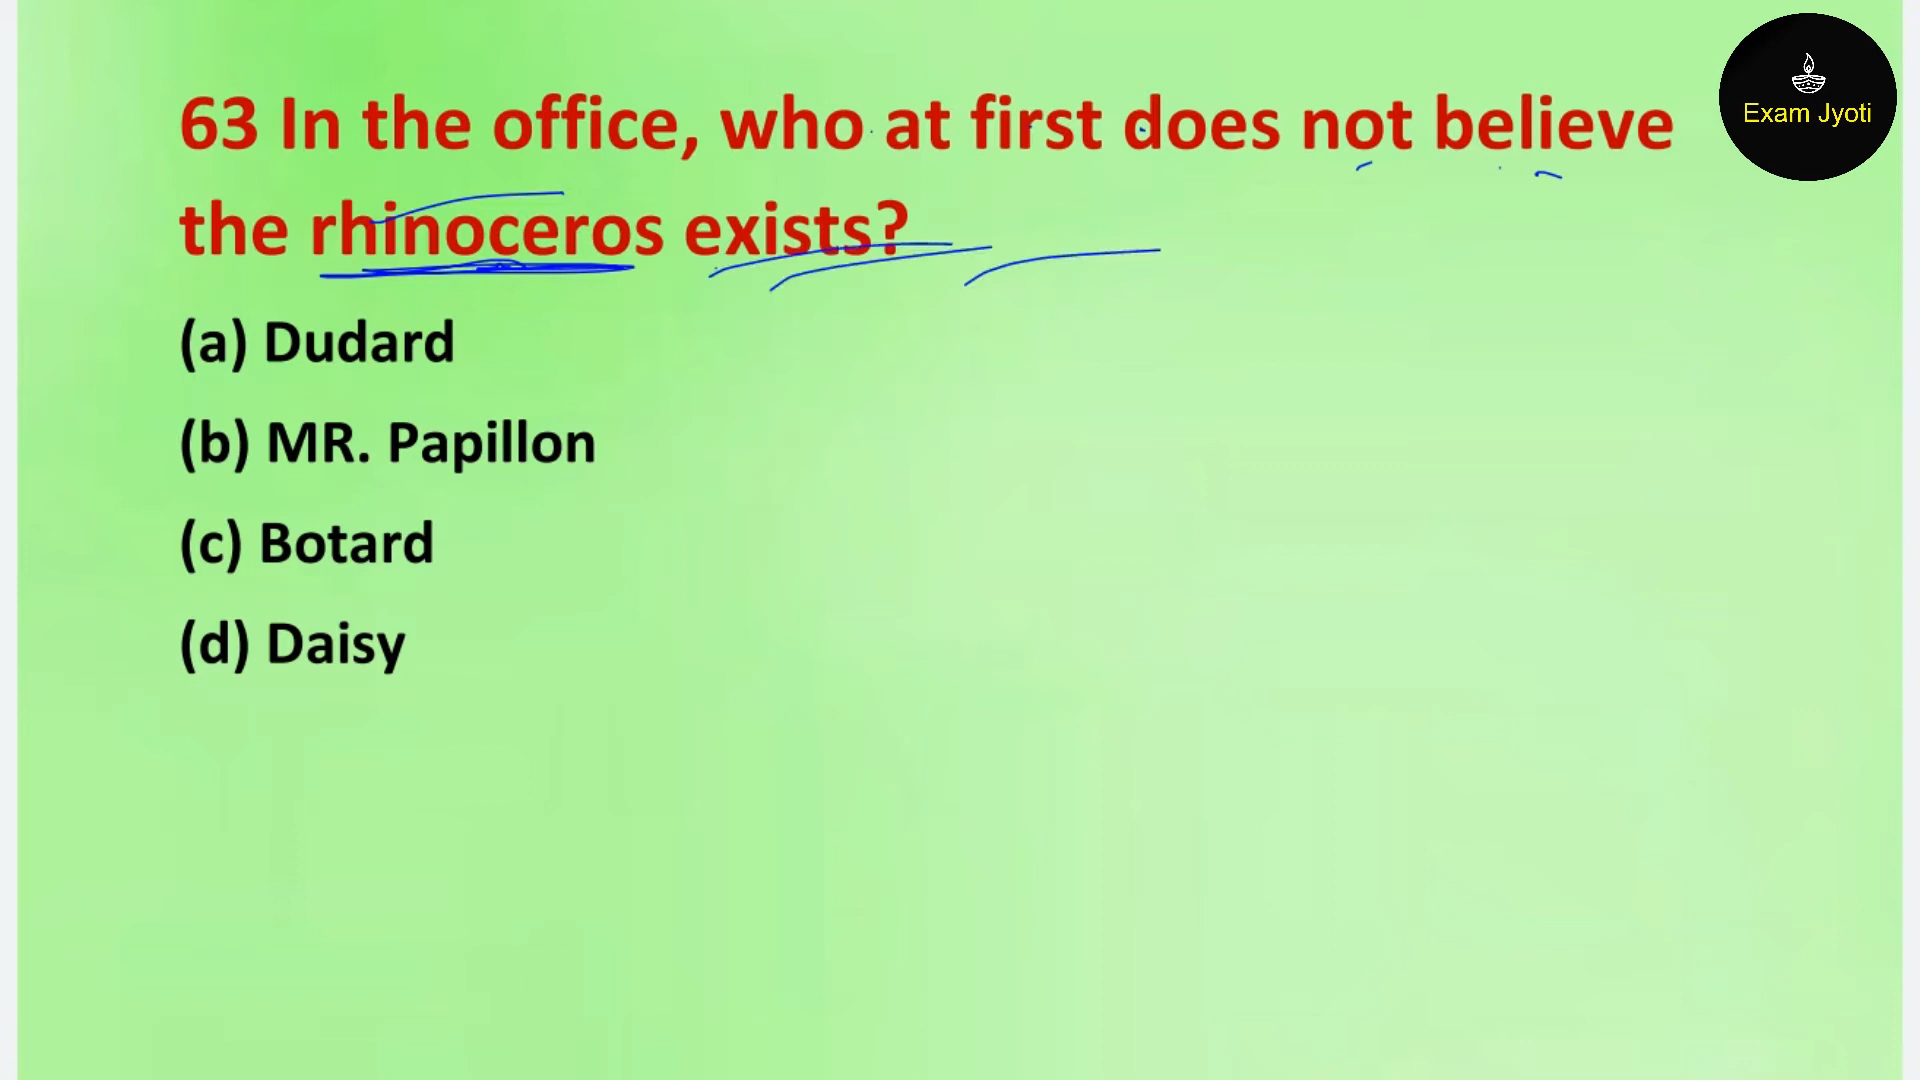 63 In the office, who at first does not believe
the rhinoceros exists?
(a) Dudard
(b) MR. Papillon
(c) Botard
(d) Daisy
Exam Jyoti